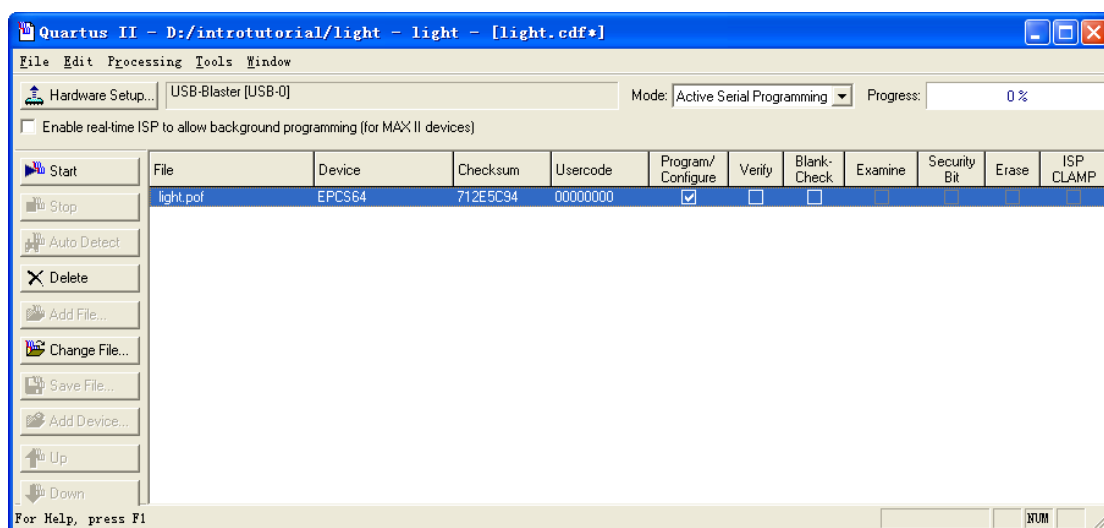 Quartus II - D:/introtutorial/light - light - [light.cdf*]
File Edit Processing Tools Window
Hardware Setup... USB-Blaster [USB-0] Mode: Active Serial Programming Progress: 0 %
Enable real-time ISP to allow background programming (for MAX II devices)
Start File Device Checksum Usercode Program/ Configure Verify Blank- Check Examine Security Bit Erase ISP CLAMP
Stop light.pof EPCS64 712E5C94 00000000
Auto Detect
Delete
Add File...
Change File...
Save File...
Add Device...
Up
Down
For Help, press F1 NUM